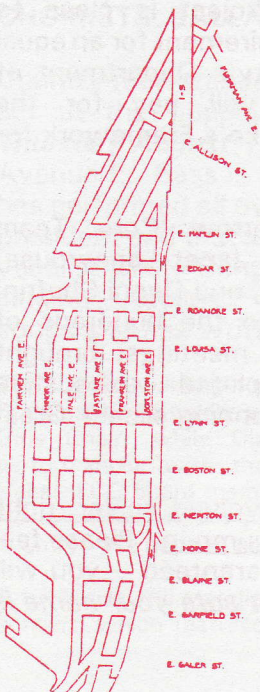 FUHRMAN AVE E.
I-5
E ALLISON ST.
E. HAMLIN ST.
E. EDGAR ST.
E. ROANOKE ST.
E. LOUISA ST.
FAIRVIEW AVE E.
MINOR AVE E.
YALE AVE E.
EASTLAKE AVE E.
FRANKLIN AVE E.
BOYLSTON AVE E.
E. LYNN ST.
E. BOSTON ST.
E. NEWTON ST.
E. HOWE ST.
E. BLAINE ST.
E. GARFIELD ST.
E. GALER ST.